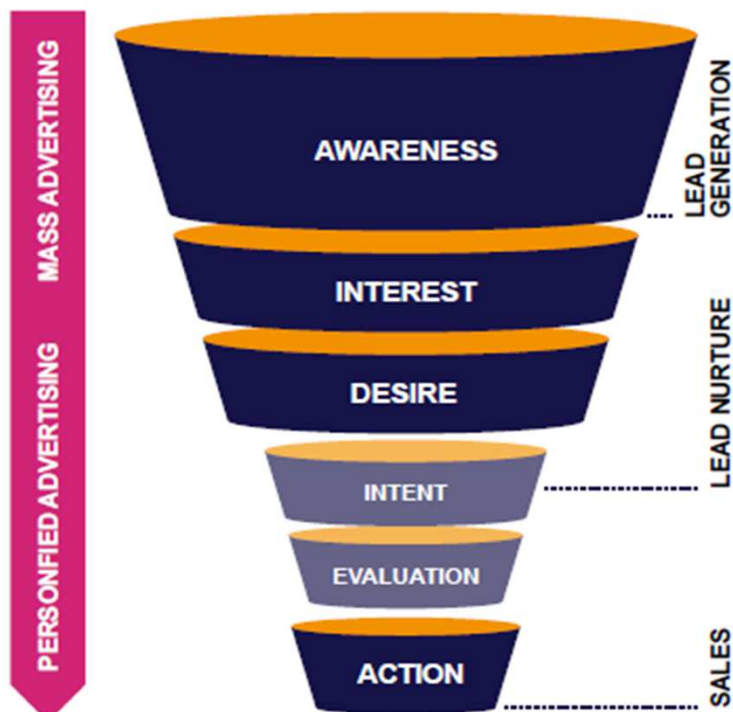 MASS ADVERTISING
PERSONFIED ADVERTISING
AWARENESS
INTEREST
DESIRE
INTENT
EVALUATION
ACTION
LEAD
GENERATION
LEAD NURTURE
SALES